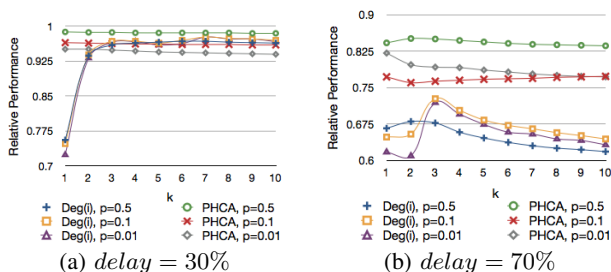 Relative Performance
1
0.925
0.85
0.775
0.7
1 2 3 4 5 6 7 8 9 10
k
Deg(i), p=0.5
Deg(i), p=0.1
Deg(i), p=0.01
PHCA, p=0.5
PHCA, p=0.1
PHCA, p=0.01
(a) delay = 30%
Relative Performance
0.9
0.825
0.75
0.675
0.6
1 2 3 4 5 6 7 8 9 10
k
Deg(i), p=0.5
Deg(i), p=0.1
Deg(i), p=0.01
PHCA, p=0.5
PHCA, p=0.1
PHCA, p=0.01
(b) delay = 70%